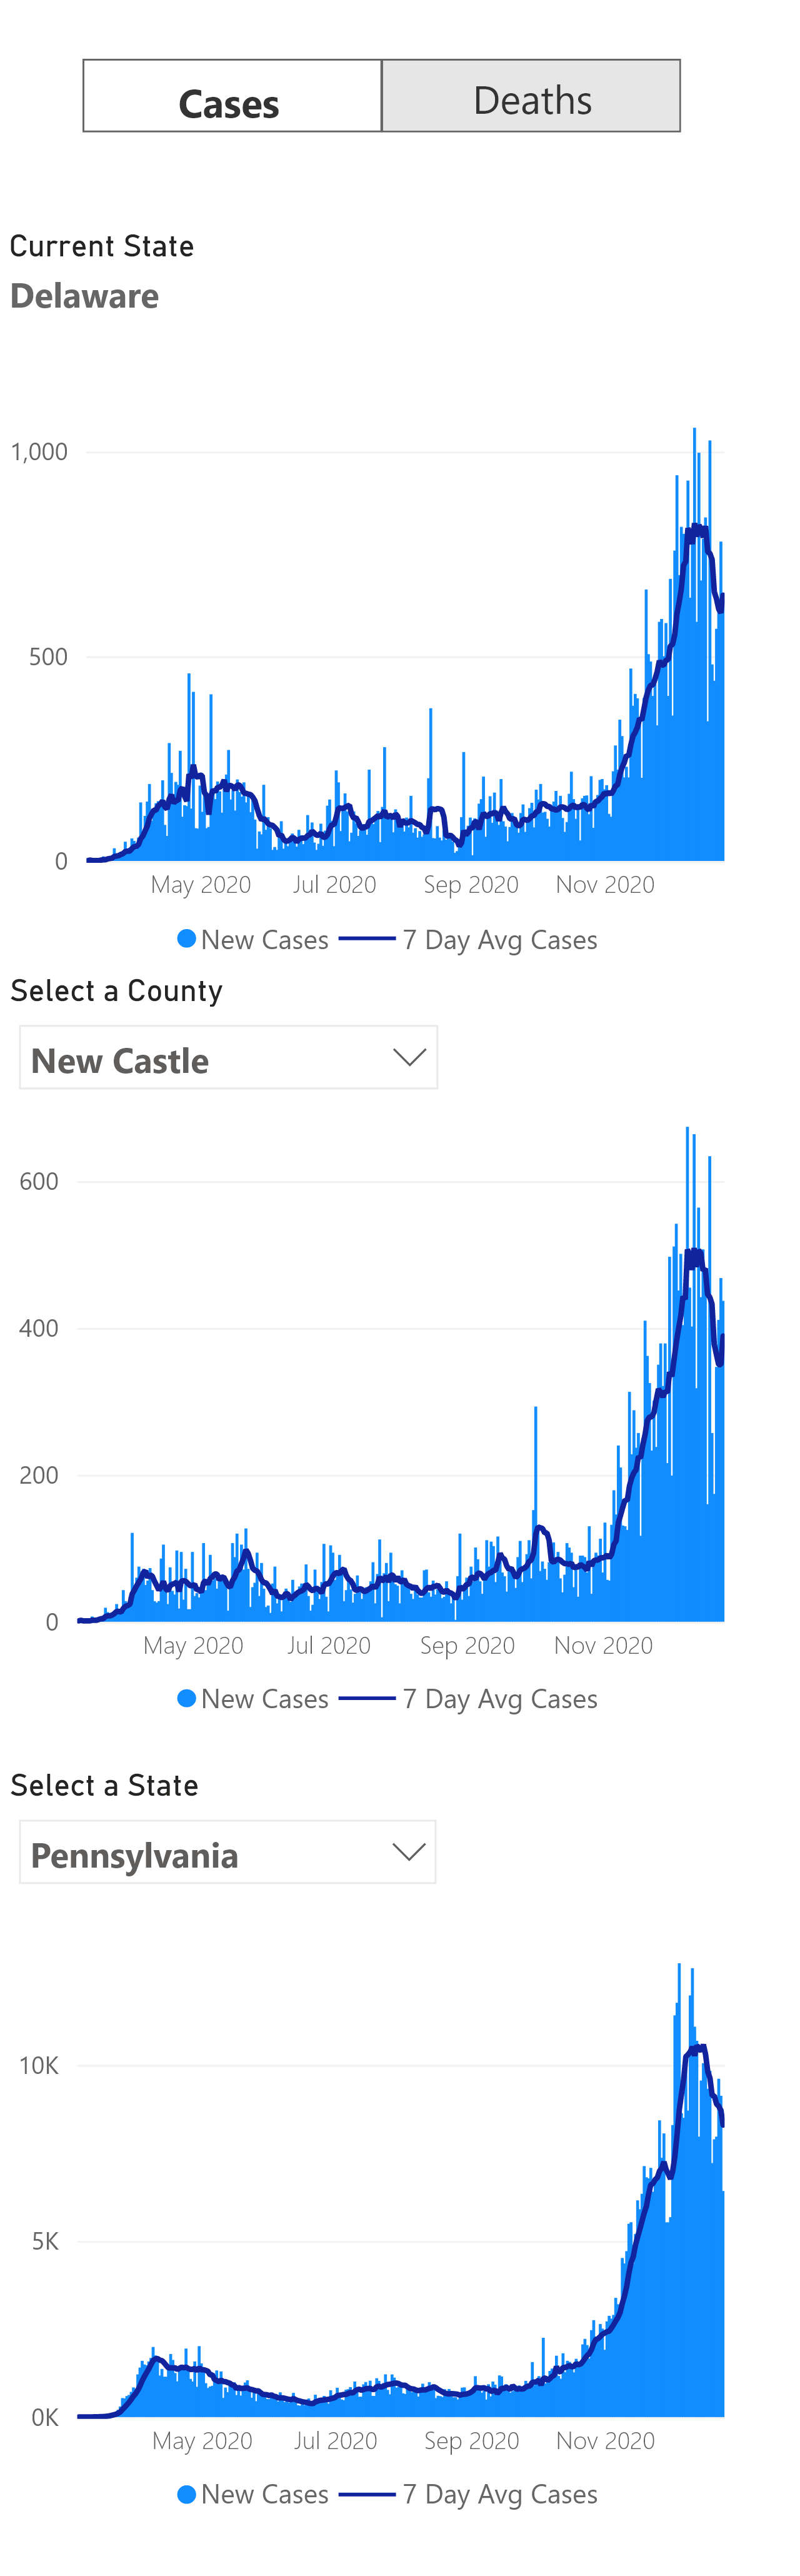 Cases Deaths
Current State
Delaware
1,000
500
0
May 2020 Jul 2020 Sep 2020 Nov 2020
New Cases 7 Day Avg Cases
Select a County
New Castle
600
400
200
0
May 2020 Jul 2020 Sep 2020 Nov 2020
New Cases 7 Day Avg Cases
Select a State
Pennsylvania
10K
5K
0K
May 2020 Jul 2020 Sep 2020 Nov 2020
New Cases 7 Day Avg Cases